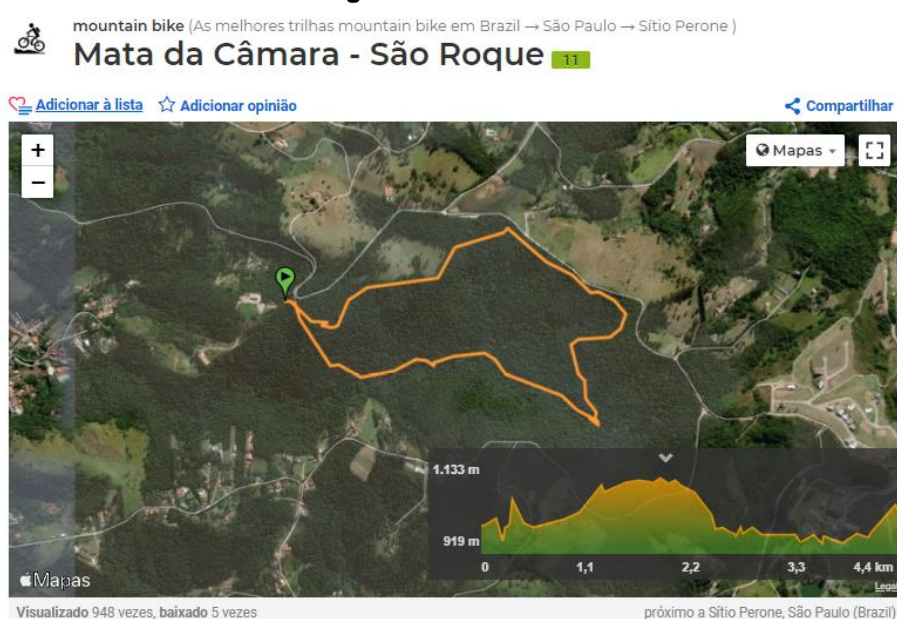 mountain bike (As melhores trilhas mountain bike em Brazil → São Paulo → Sítio Perone )
Mata da Câmara - São Roque 11
Adicionar à lista Adicionar opinião Compartilhar
+ Mapas
−
1.133 m
919 m
0 1,1 2,2 3,3 4,4 km
Mapas Legal
Visualizado 948 vezes, baixado 5 vezes próximo a Sítio Perone, São Paulo (Brazil)